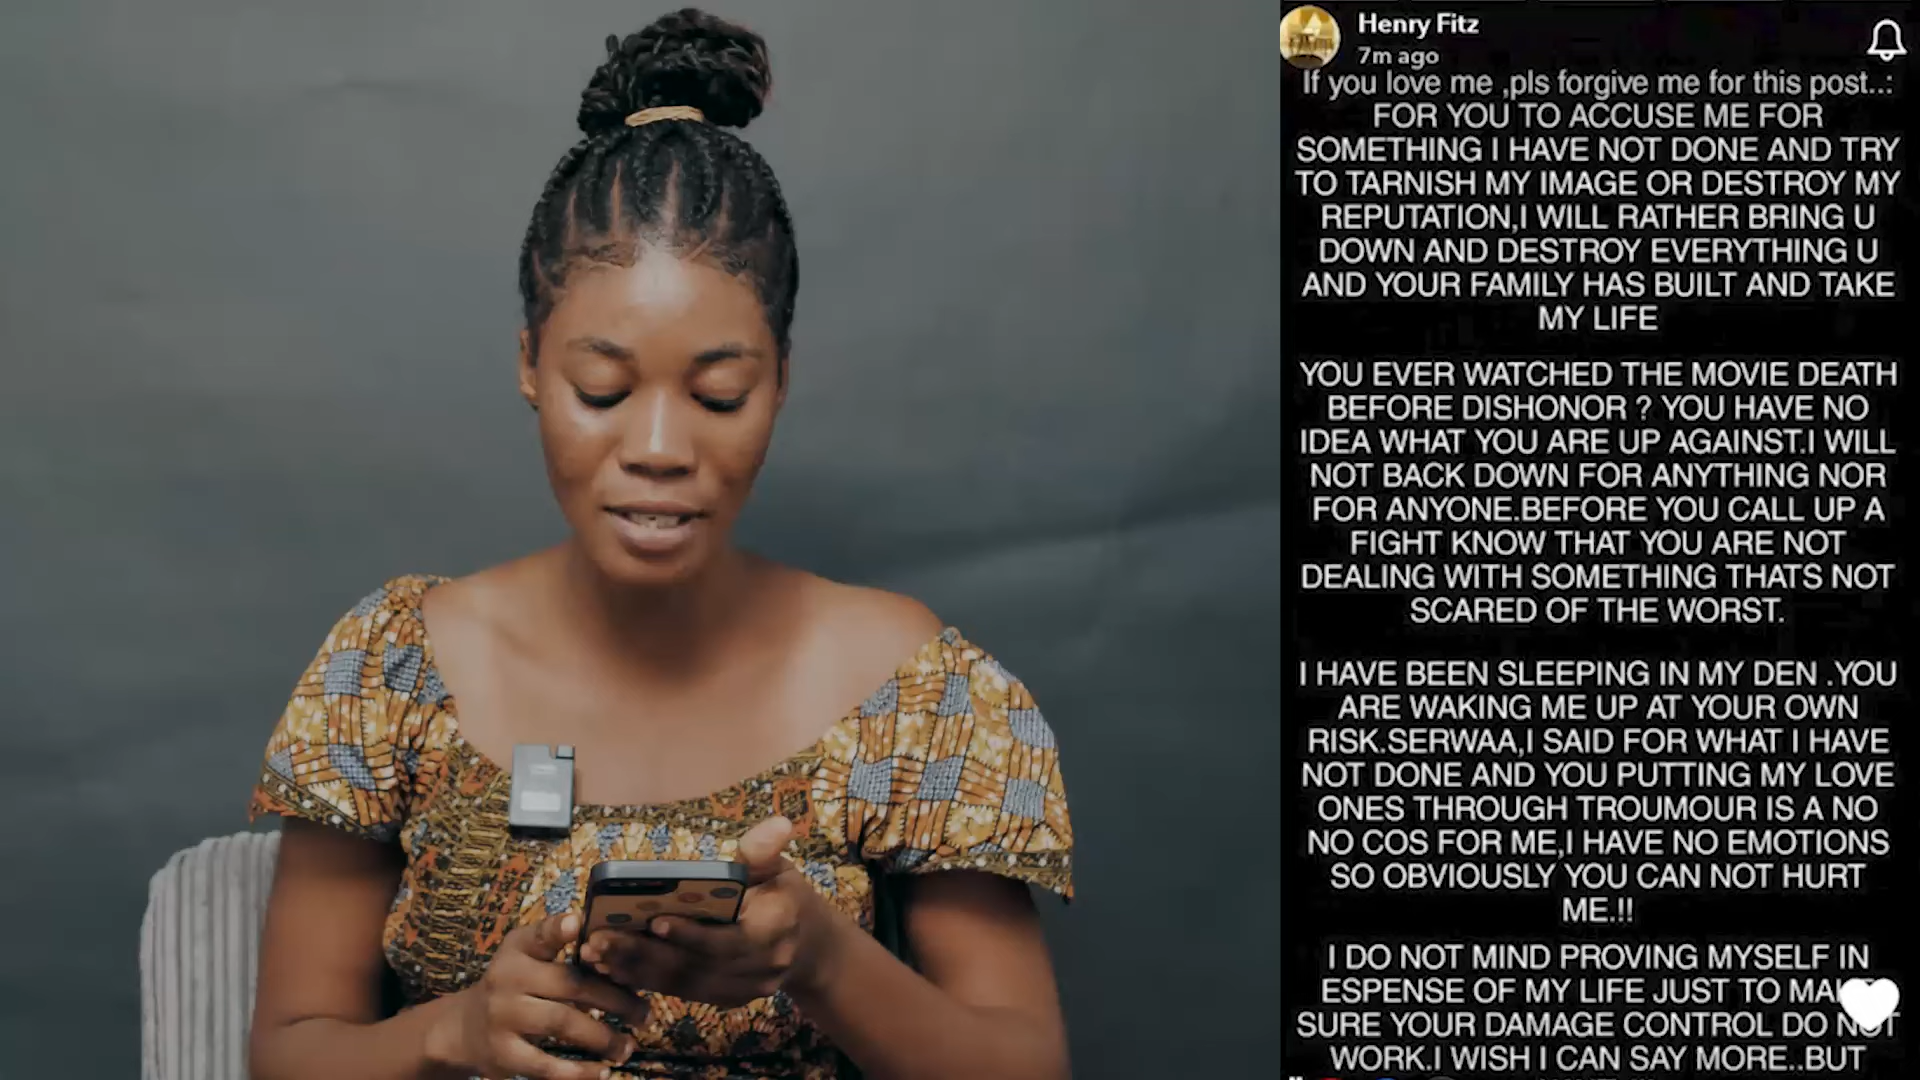 Henry Fitz
7m ago
If you love me ,pls forgive me for this post..:
FOR YOU TO ACCUSE ME FOR
SOMETHING I HAVE NOT DONE AND TRY
TO TARNISH MY IMAGE OR DESTROY MY
REPUTATION,I WILL RATHER BRING U
DOWN AND DESTROY EVERYTHING U
AND YOUR FAMILY HAS BUILT AND TAKE
MY LIFE
YOU EVER WATCHED THE MOVIE DEATH
BEFORE DISHONOR ? YOU HAVE NO
IDEA WHAT YOU ARE UP AGAINST.I WILL
NOT BACK DOWN FOR ANYTHING NOR
FOR ANYONE.BEFORE YOU CALL UP A
FIGHT KNOW THAT YOU ARE NOT
DEALING WITH SOMETHING THATS NOT
SCARED OF THE WORST.
I HAVE BEEN SLEEPING IN MY DEN .YOU
ARE WAKING ME UP AT YOUR OWN
RISK.SERWAA,I SAID FOR WHAT I HAVE
NOT DONE AND YOU PUTTING MY LOVE
ONES THROUGH TROUMOUR IS A NO
NO COS FOR ME,I HAVE NO EMOTIONS
SO OBVIOUSLY YOU CAN NOT HURT
ME.!!
I DO NOT MIND PROVING MYSELF IN
ESPENSE OF MY LIFE JUST TO
SURE YOUR DAMAGE CONTROL DO NOT
WORK.I WISH I CAN SAY MORE..BUT